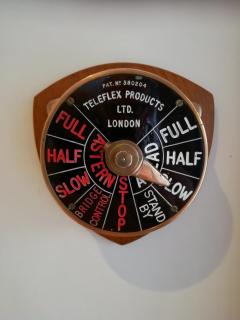 PAT. Nº 380204
TELEFLEX PRODUCTS
LTD.
LONDON
FULL
HALF
SLOW
ASTERN
BRIDGE
CONTROL
STOP
STAND
BY
AHEAD
SLOW
HALF
FULL